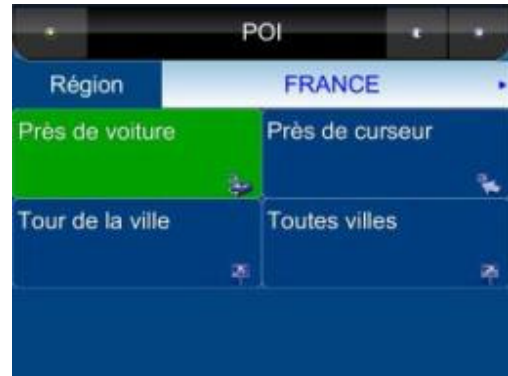 POI
Région FRANCE
Près de voiture Près de curseur
Tour de la ville Toutes villes